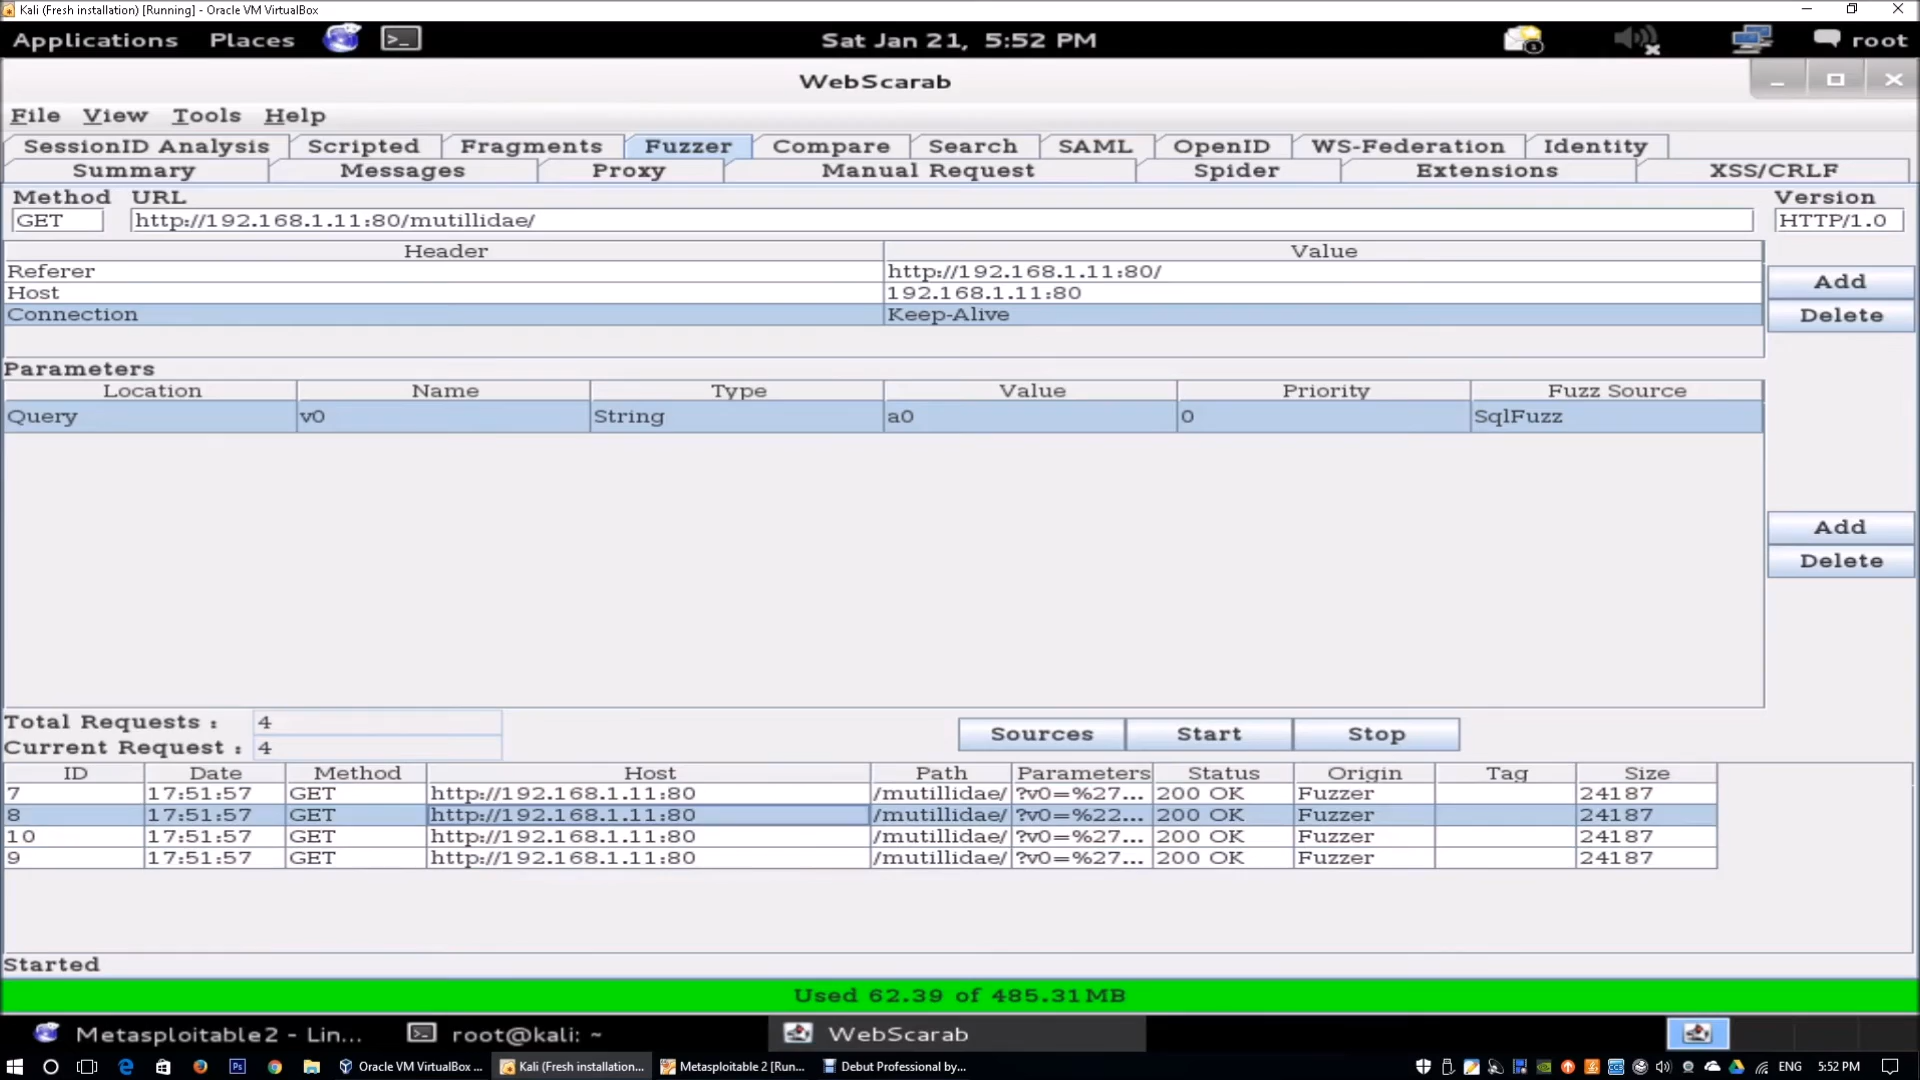 Kali (Fresh installation) [Running] - Oracle VM VirtualBox
Applications Places Sat Jan 21, 5:52 PM root
WebScarab
File View Tools Help
SessionID Analysis Scripted Fragments Fuzzer Compare Search SAML OpenID WS-Federation Identity
Summary Messages Proxy Manual Request Spider Extensions XSS/CRLF
Method URL Version
GET http://192.168.1.11:80/mutillidae/ HTTP/1.0
Header Value
Referer http://192.168.1.11:80/
Add
Host 192.168.1.11:80
Connection Keep-Alive
Delete
Parameters
Location Name Type Value Priority Fuzz Source
Query v0 String a0 0 SqlFuzz
Add
Delete
Total Requests : 4
Sources Start Stop
Current Request : 4
ID Date Method Host Path Parameters Status Origin Tag Size
7 17:51:57 GET http://192.168.1.11:80 /mutillidae/ ?v0=%27... 200 OK Fuzzer 24187
8 17:51:57 GET http://192.168.1.11:80 /mutillidae/ ?v0=%22... 200 OK Fuzzer 24187
10 17:51:57 GET http://192.168.1.11:80 /mutillidae/ ?v0=%27... 200 OK Fuzzer 24187
9 17:51:57 GET http://192.168.1.11:80 /mutillidae/ ?v0=%27... 200 OK Fuzzer 24187
Started
Used 62.39 of 485.31MB
Metasploitable2 - Lin... root@kali: ~ WebScarab
Oracle VM VirtualBox ... Kali (Fresh installation... Metasploitable 2 [Run... Debut Professional by... ENG 5:52 PM